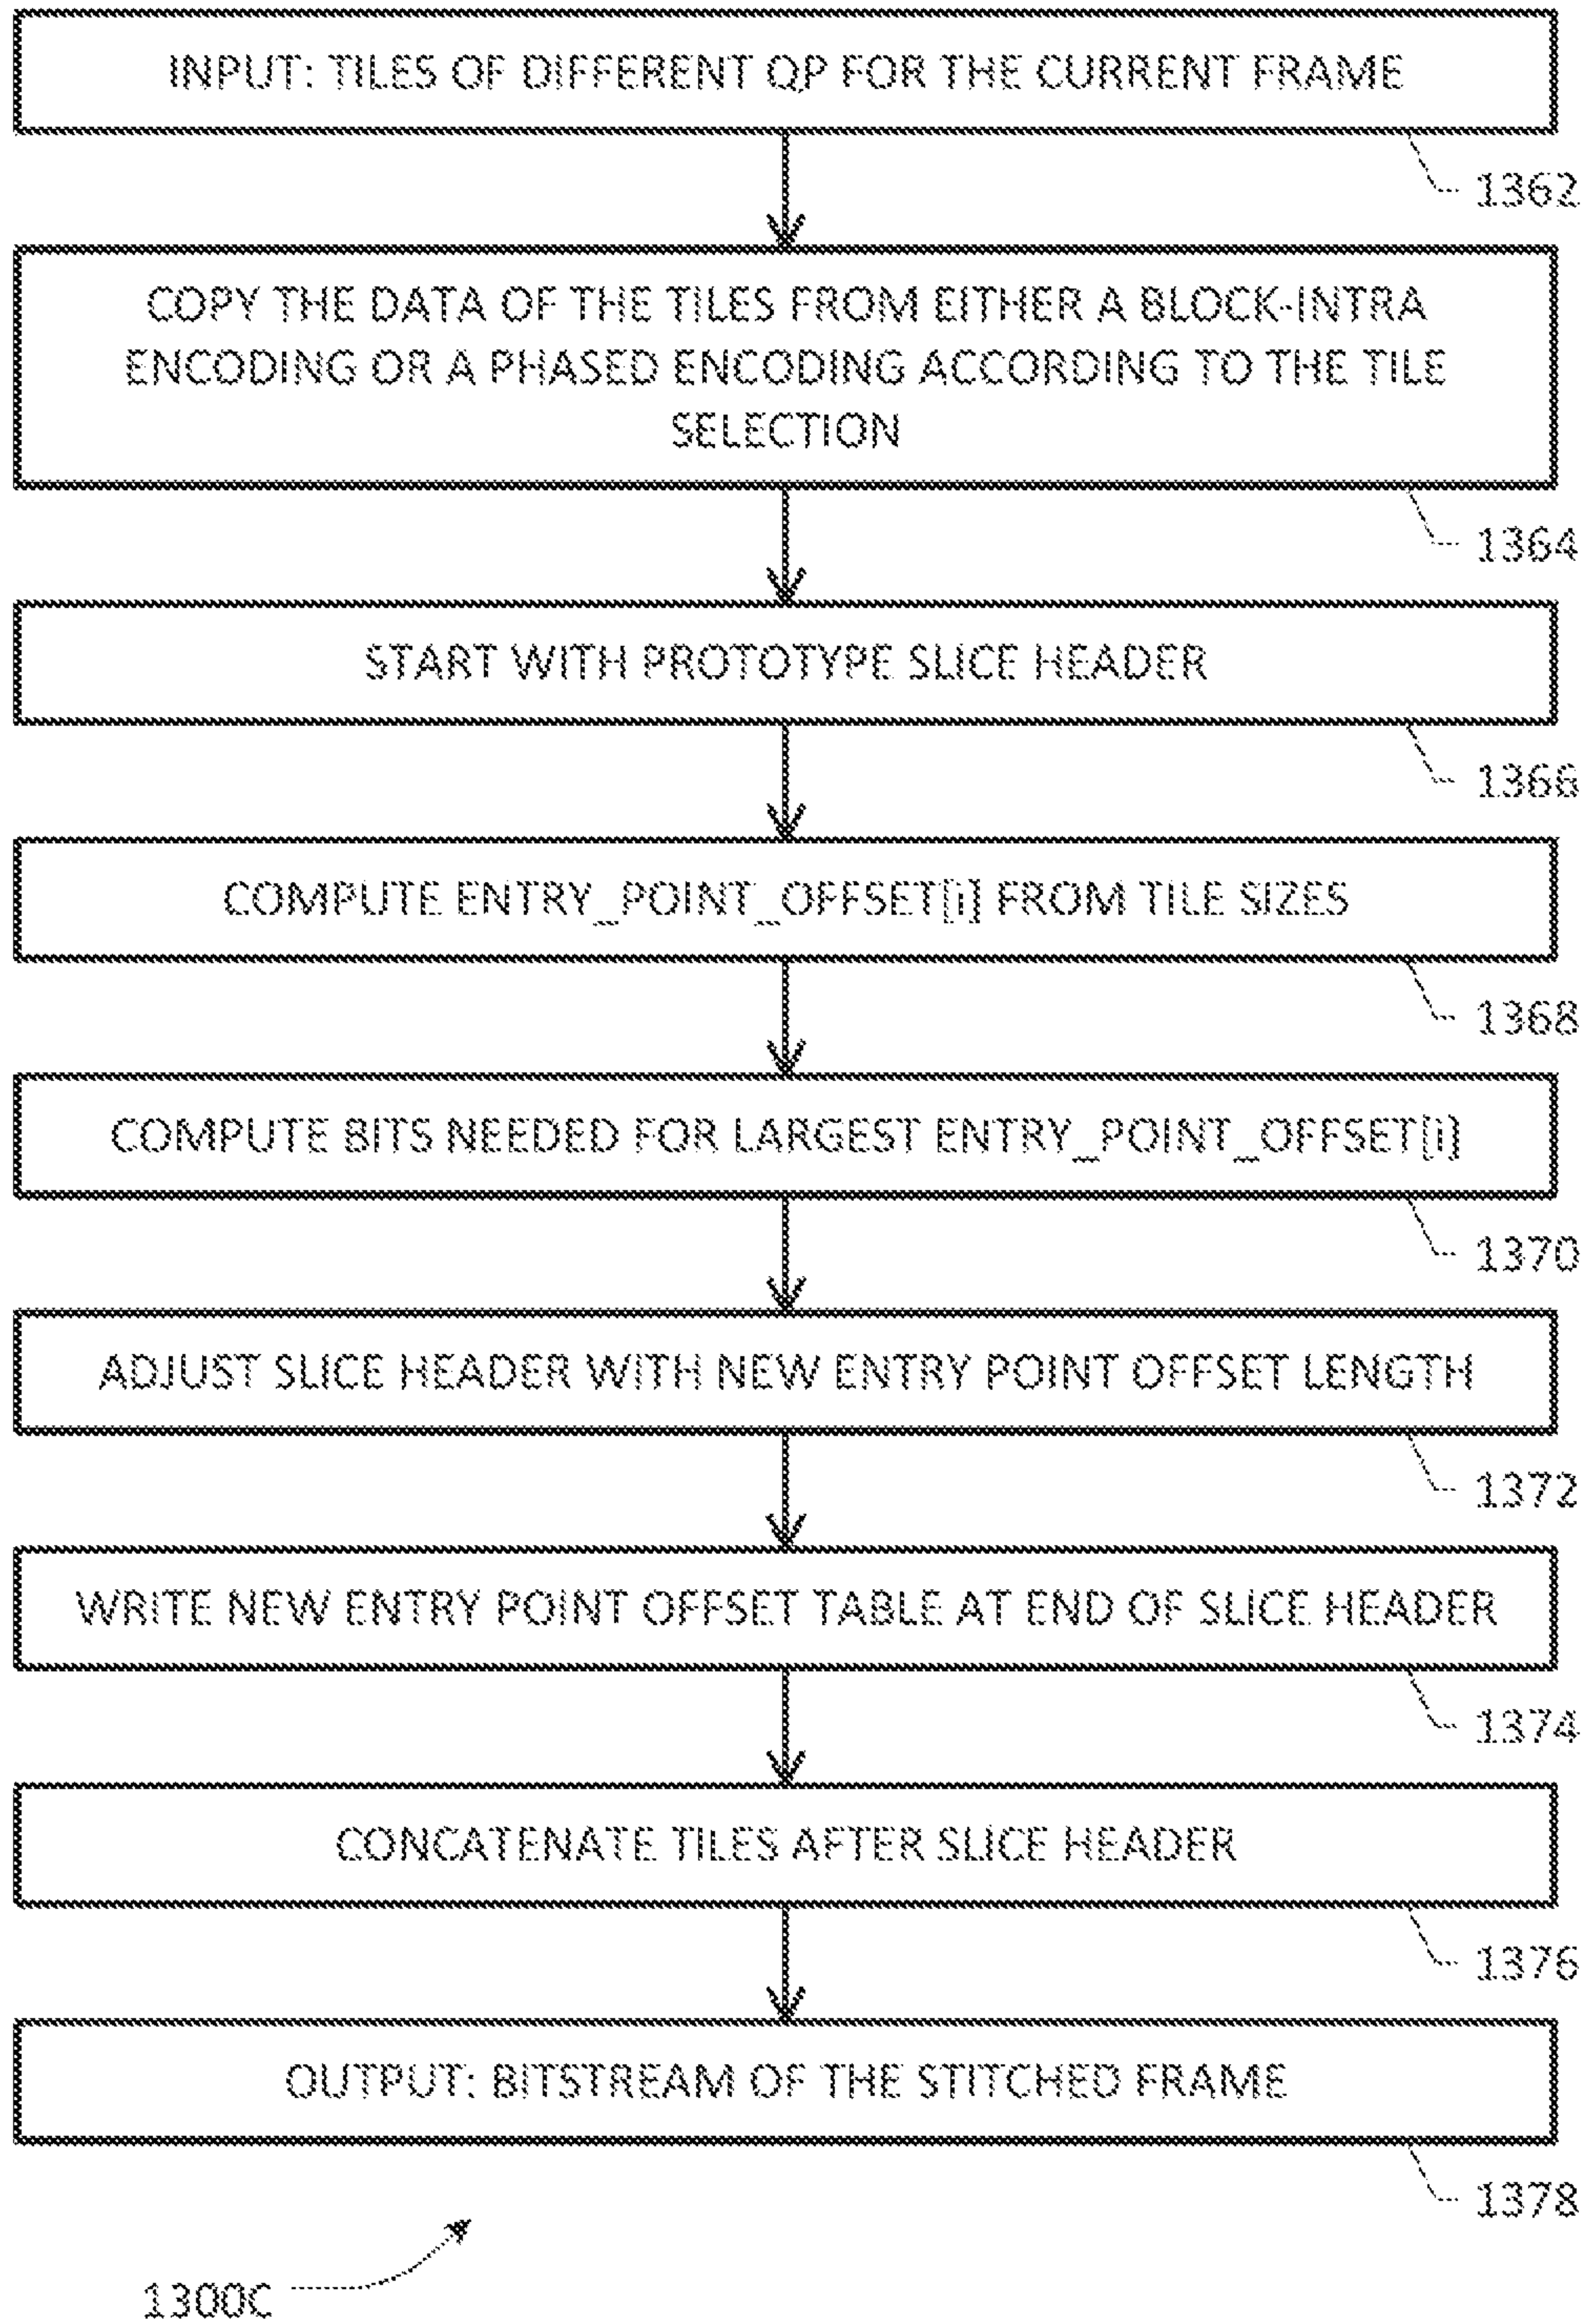 INPUT: TILES OF DIFFERENT QP FOR THE CURRENT FRAME
1362
COPY THE DATA OF THE TILES FROM EITHER A BLOCK-INTRA
ENCODING OR A PHASED ENCODING ACCORDING TO THE TILE
SELECTION
1364
START WITH PROTOTYPE SLICE HEADER
1366
COMPUTE ENTRY_POINT_OFFSET[i] FROM TILE SIZES
1368
COMPUTE BITS NEEDED FOR LARGEST ENTRY_POINT_OFFSET[i]
1370
ADJUST SLICE HEADER WITH NEW ENTRY POINT OFFSET LENGTH
1372
WRITE NEW ENTRY POINT OFFSET TABLE AT END OF SLICE HEADER
1374
CONCATENATE TILES AFTER SLICE HEADER
1376
OUTPUT: BITSTREAM OF THE STITCHED FRAME
1378
1300C